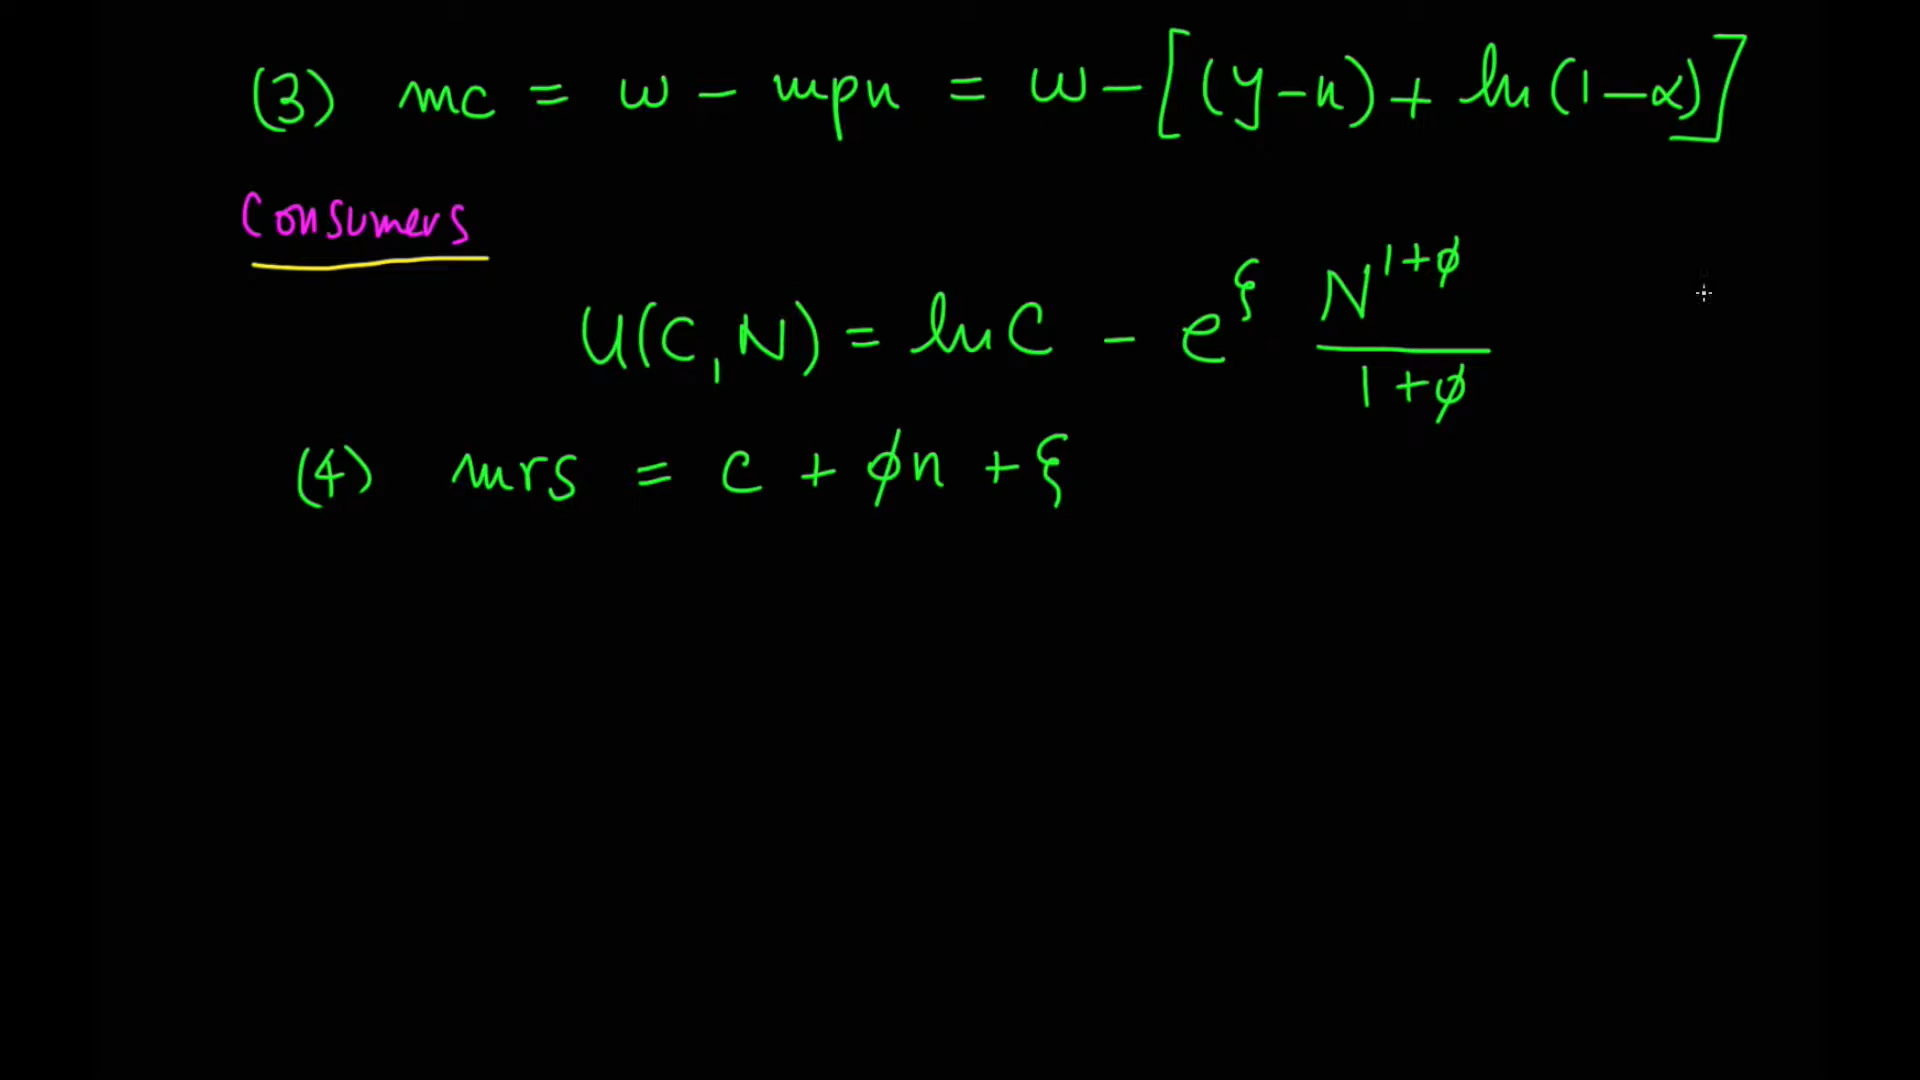 (3) mc = w - mpn = w - [(y-n) + ln(1-α)]
Consumers
U(C,N) = ln C - e^ξ N^{1+ϕ} / 1+ϕ
(4) mrs = c + ϕn + ξ